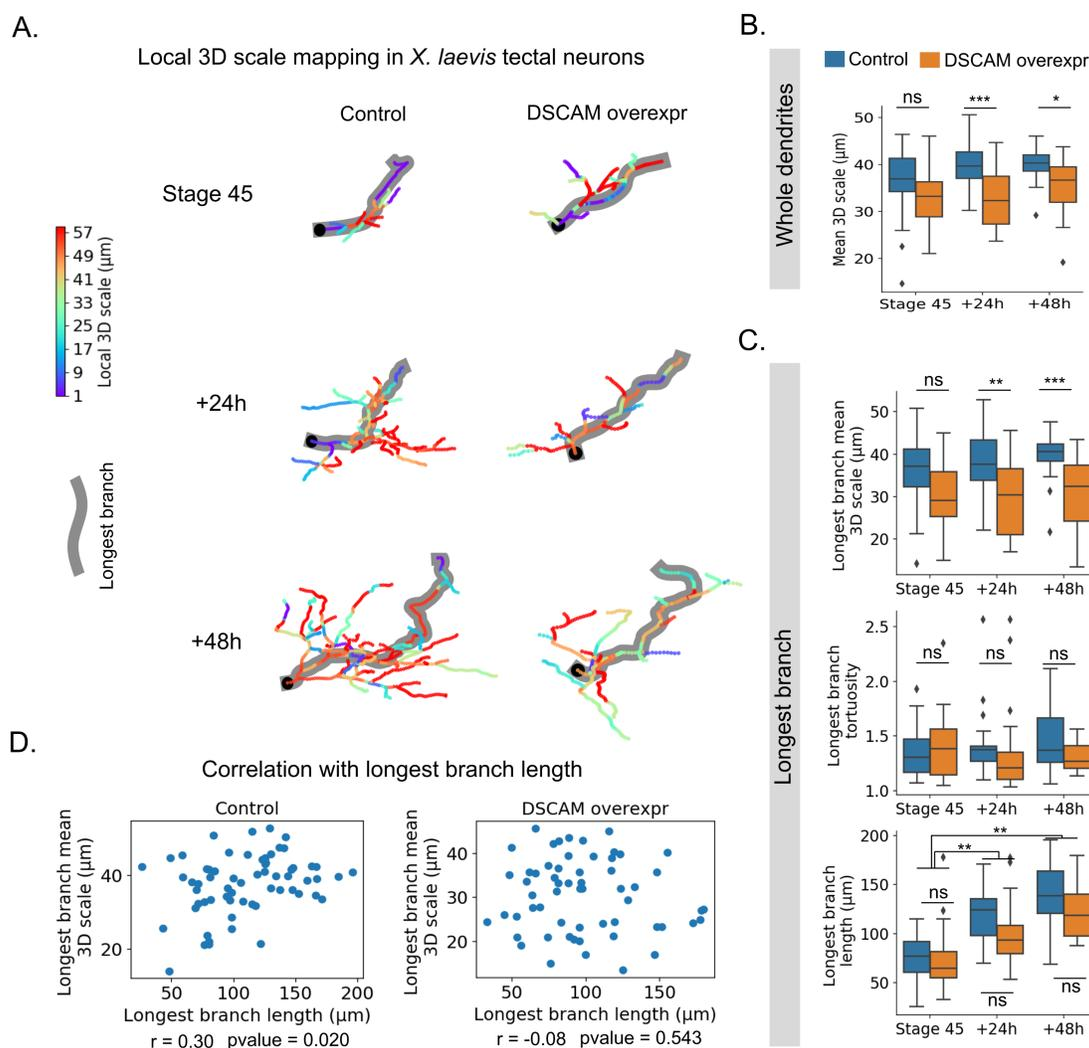 A.
Local 3D scale mapping in X. laevis tectal neurons
Control
DSCAM overexpr
Stage 45
57
49
41
33
25
17
9
1
Local 3D scale (µm)
+24h
Longest branch
+48h
B.
Whole dendrites
Control
DSCAM overexpr
ns
***
*
50
40
30
20
Mean 3D scale (µm)
Stage 45
+24h
+48h
C.
Longest branch
ns
**
***
50
40
30
20
Longest branch mean
3D scale (µm)
Stage 45
+24h
+48h
2.5
2.0
1.5
1.0
ns
ns
ns
Longest branch
tortuosity
Stage 45
+24h
+48h
200
150
100
50
**
**
ns
ns
ns
Longest branch
length (µm)
Stage 45
+24h
+48h
D.
Correlation with longest branch length
Control
Longest branch mean
3D scale (µm)
40
20
50
100
150
200
Longest branch length (µm)
r = 0.30 pvalue = 0.020
DSCAM overexpr
Longest branch mean
3D scale (µm)
40
30
20
50
100
150
Longest branch length (µm)
r = -0.08 pvalue = 0.543